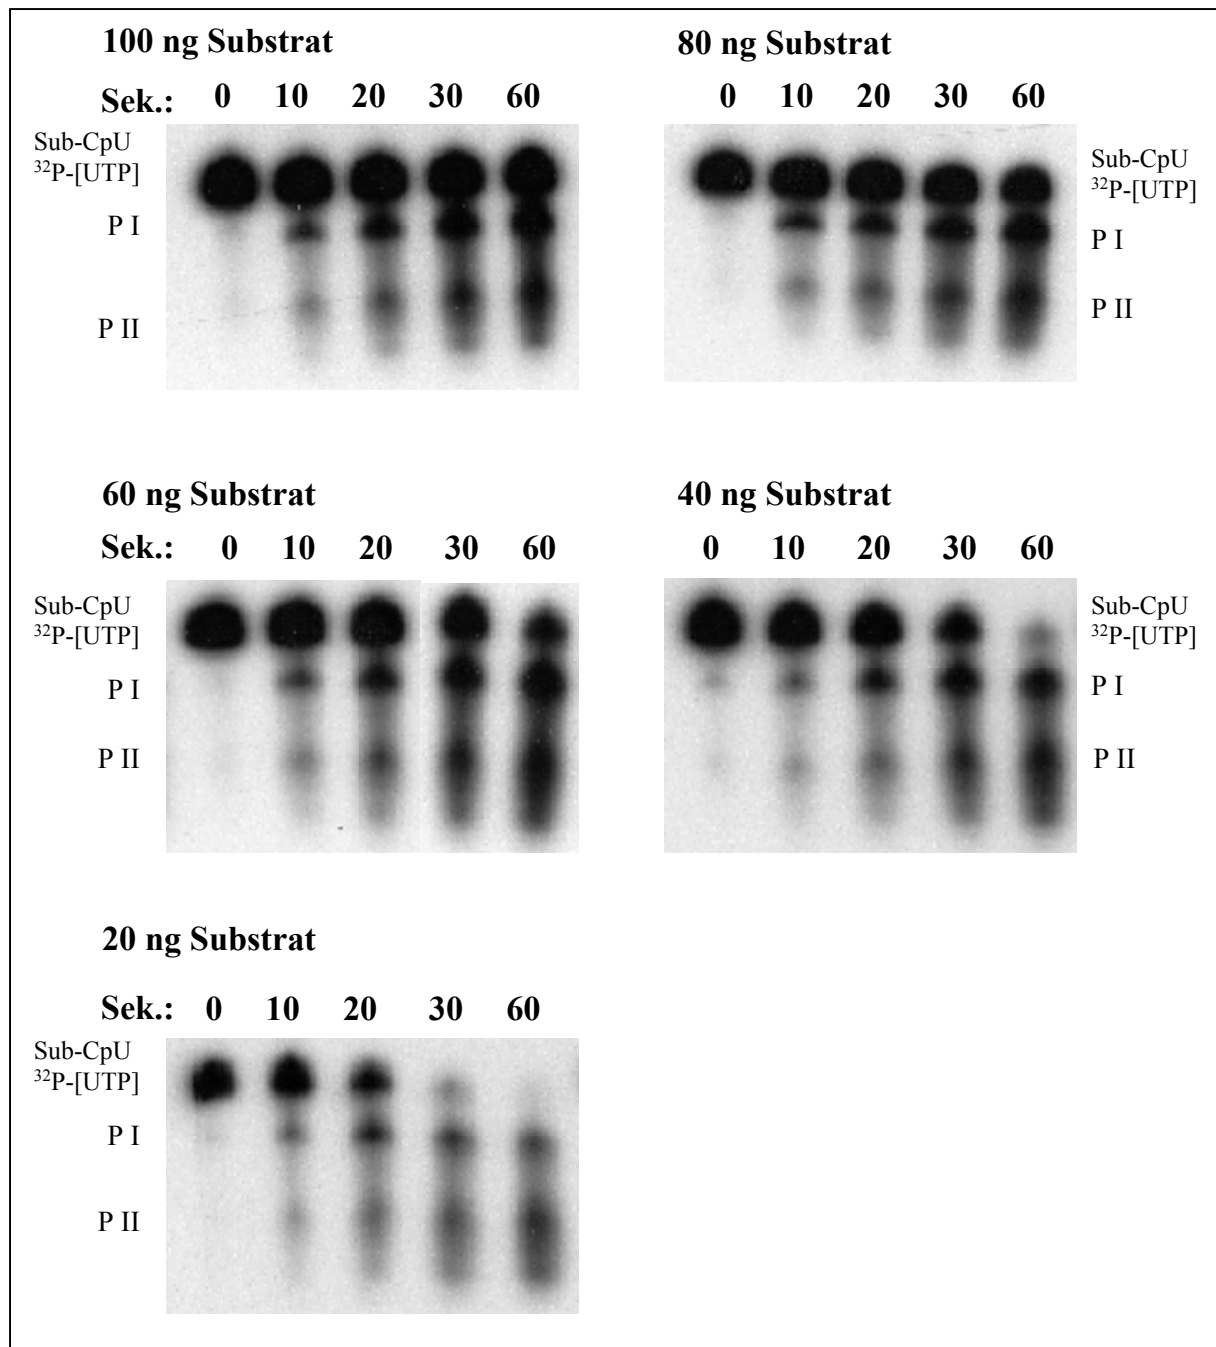 100 ng Substrat
Sek.: 0 10 20 30 60
Sub-CpU
32P-[UTP]
P I
P II
80 ng Substrat
0 10 20 30 60
Sub-CpU
32P-[UTP]
P I
P II
60 ng Substrat
Sek.: 0 10 20 30 60
Sub-CpU
32P-[UTP]
P I
P II
40 ng Substrat
0 10 20 30 60
Sub-CpU
32P-[UTP]
P I
P II
20 ng Substrat
Sek.: 0 10 20 30 60
Sub-CpU
32P-[UTP]
P I
P II